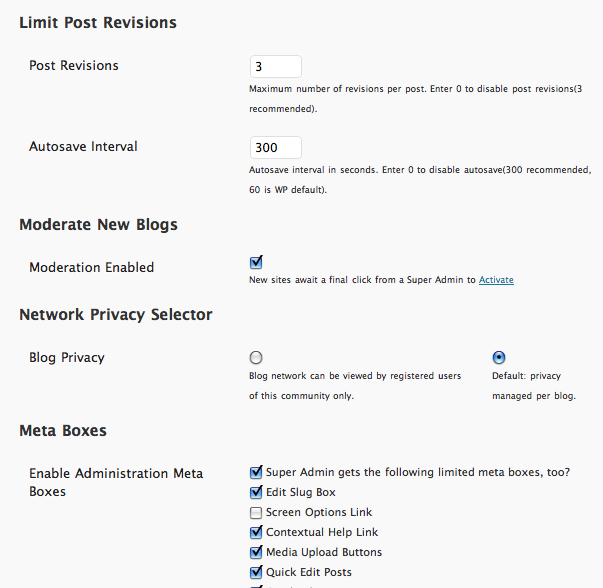 Limit Post Revisions
Post Revisions
3
Maximum number of revisions per post. Enter 0 to disable post revisions(3
recommended).
Autosave Interval
300
Autosave interval in seconds. Enter 0 to disable autosave(300 recommended,
60 is WP default).
Moderate New Blogs
Moderation Enabled
New sites await a final click from a Super Admin to Activate
Network Privacy Selector
Blog Privacy
Blog network can be viewed by registered users
of this community only.
Default: privacy
managed per blog.
Meta Boxes
Enable Administration Meta
Boxes
Super Admin gets the following limited meta boxes, too?
Edit Slug Box
Screen Options Link
Contextual Help Link
Media Upload Buttons
Quick Edit Posts